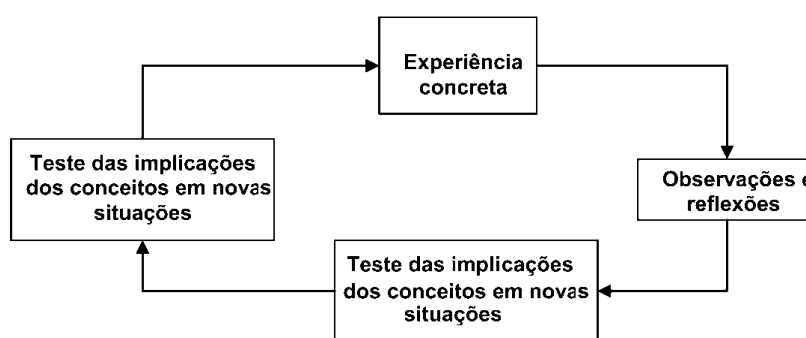 Experiência
concreta
Teste das implicações
dos conceitos em novas
situações
Observações e
reflexões
Teste das implicações
dos conceitos em novas
situações